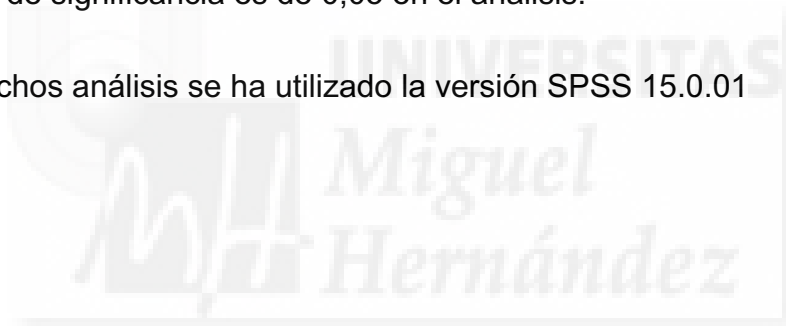 de significancia es de 0,05 en el análisis.
chos análisis se ha utilizado la versión SPSS 15.0.01
UNIVERSITAS
Miguel
Hernández